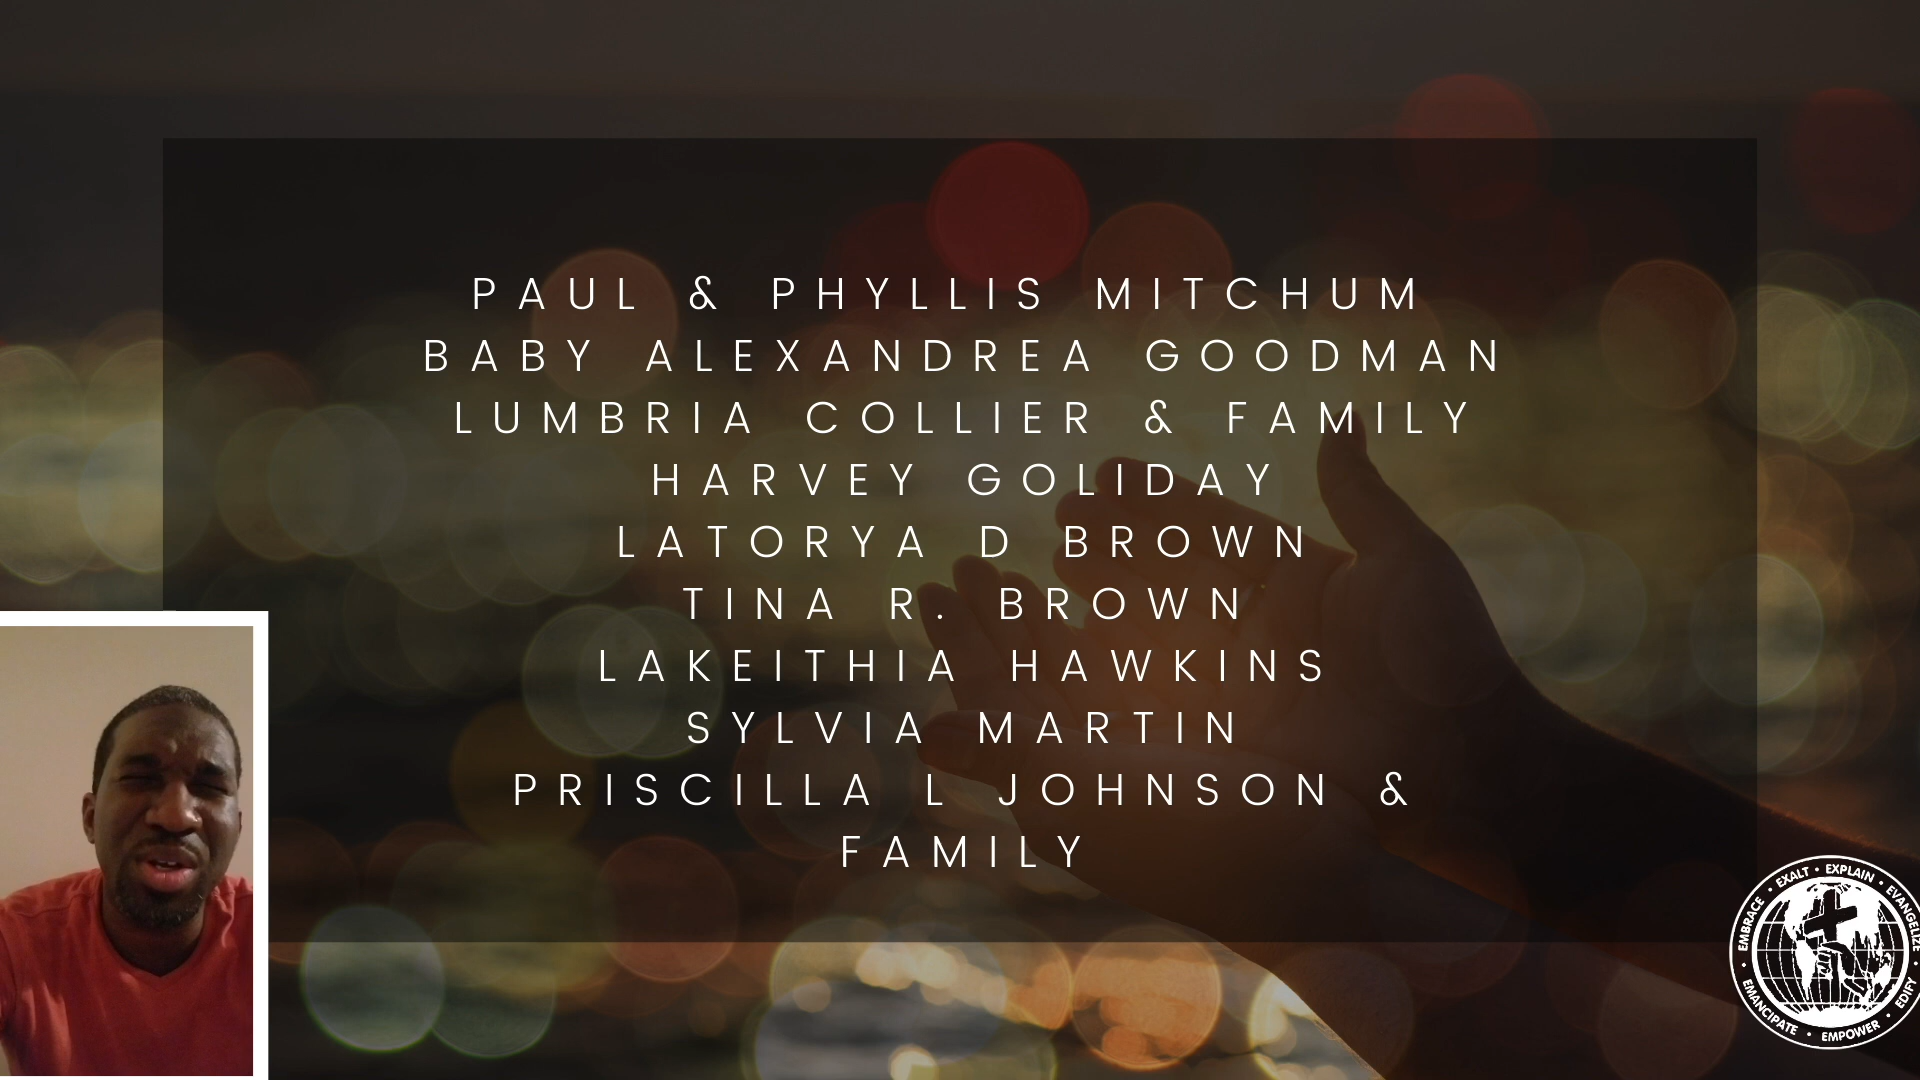 PAUL & PHYLLIS MITCHUM
BABY ALEXANDREA GOODMAN
LUMBRIA COLLIER & FAMILY
HARVEY GOLIDAY
LATORYA D BROWN
TINA R. BROWN
LAKEITHIA HAWKINS
SYLVIA MARTIN
PRISCILLA L JOHNSON &
FAMILY
EMBRACE • EXALT • EXPLAIN • EVANGELIZE • EDIFY • EMPOWER • EMANCIPATE •